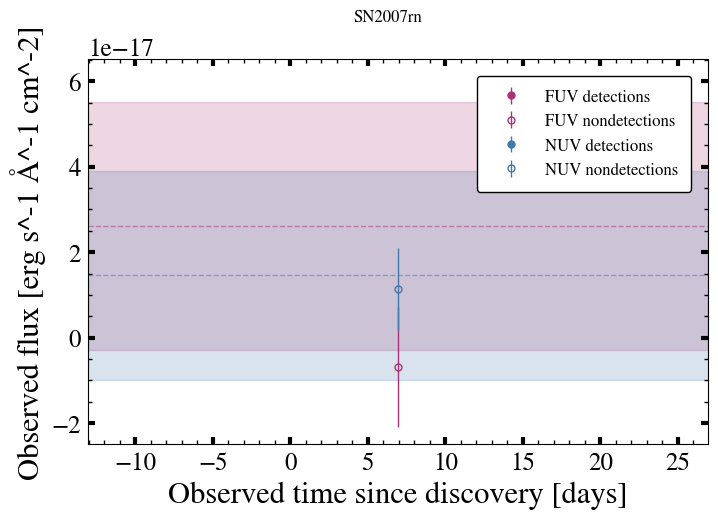 SN2007rn
1e−17
6
4
2
0
−2
Observed flux [erg s^-1 Å^-1 cm^-2]
FUV detections
FUV nondetections
NUV detections
NUV nondetections
−10 −5 0 5 10 15 20 25
Observed time since discovery [days]